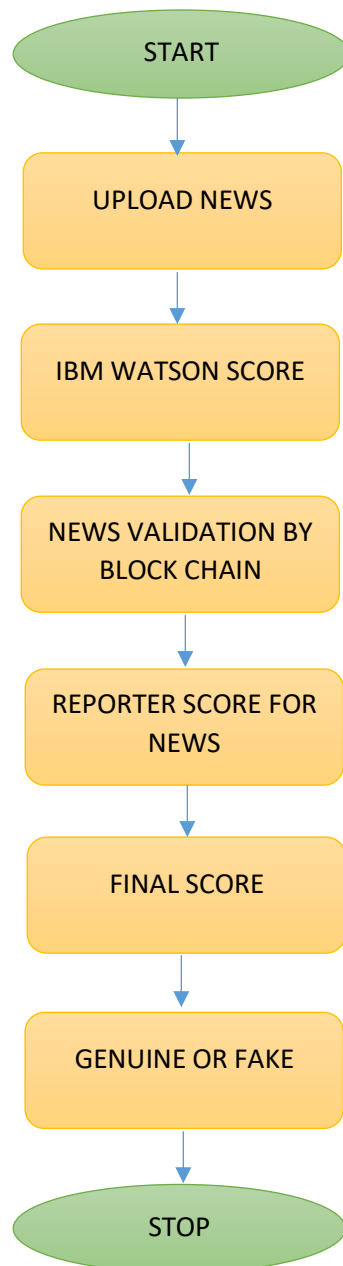 START
UPLOAD NEWS
IBM WATSON SCORE
NEWS VALIDATION BY
BLOCK CHAIN
REPORTER SCORE FOR
NEWS
FINAL SCORE
GENUINE OR FAKE
STOP